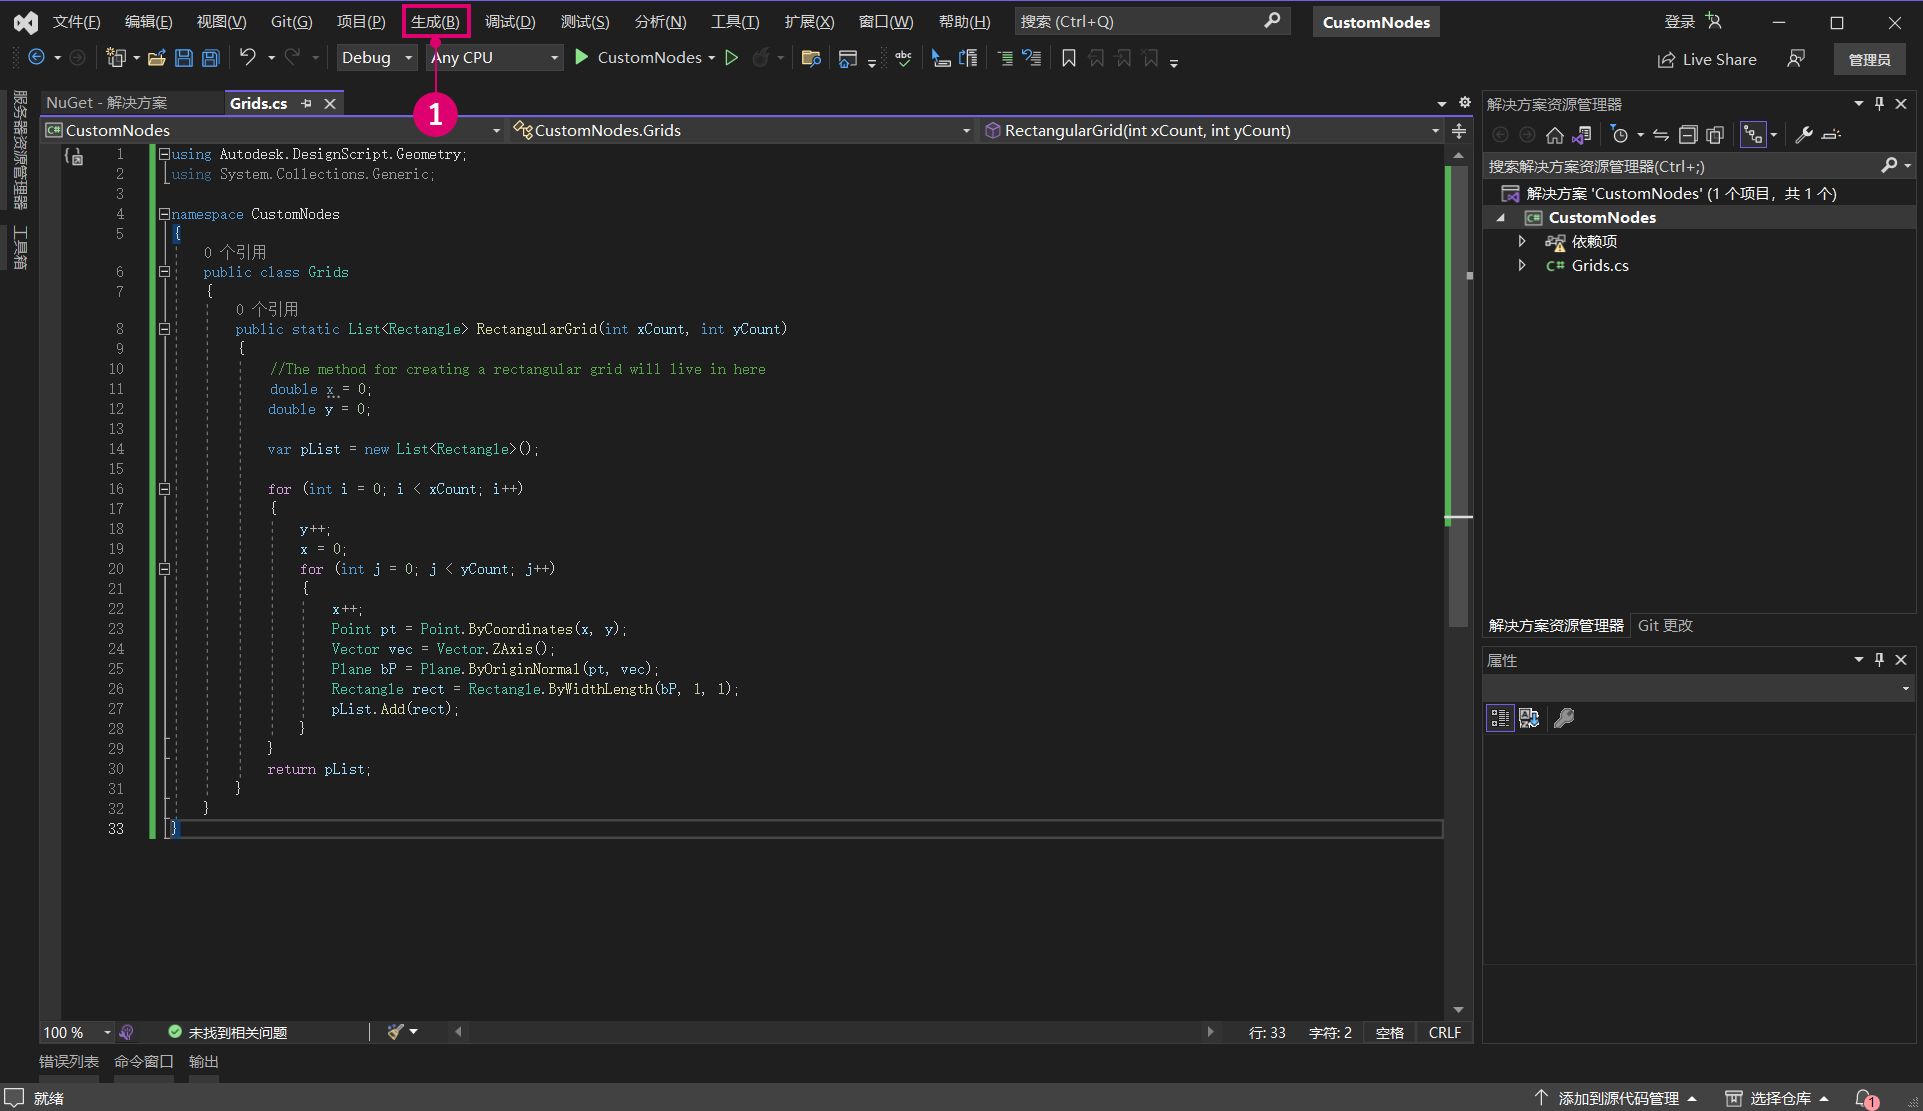 文件(F) 编辑(E) 视图(V) Git(G) 项目(P) 生成(B) 调试(D) 测试(S) 分析(N) 工具(T) 扩展(X) 窗口(W) 帮助(H) 搜索 (Ctrl+Q) CustomNodes 登录
Debug Any CPU CustomNodes Live Share 管理员
1
服务器资源管理器
工具箱
NuGet - 解决方案 Grids.cs
CustomNodes CustomNodes.Grids RectangularGrid(int xCount, int yCount)
1 using Autodesk.DesignScript.Geometry;
2 using System.Collections.Generic;
3
4 namespace CustomNodes
5 {
0 个引用
6 public class Grids
7 {
0 个引用
8 public static List<Rectangle> RectangularGrid(int xCount, int yCount)
9 {
10 //The method for creating a rectangular grid will live in here
11 double x = 0;
12 double y = 0;
13
14 var pList = new List<Rectangle>();
15
16 for (int i = 0; i < xCount; i++)
17 {
18 y++;
19 x = 0;
20 for (int j = 0; j < yCount; j++)
21 {
22 x++;
23 Point pt = Point.ByCoordinates(x, y);
24 Vector vec = Vector.ZAxis();
25 Plane bP = Plane.ByOriginNormal(pt, vec);
26 Rectangle rect = Rectangle.ByWidthLength(bP, 1, 1);
27 pList.Add(rect);
28 }
29 }
30 return pList;
31 }
32 }
33 }
100 % 未找到相关问题 行: 33 字符: 2 空格 CRLF
错误列表 命令窗口 输出
解决方案资源管理器
搜索解决方案资源管理器(Ctrl+;)
解决方案 'CustomNodes' (1 个项目，共 1 个)
C# CustomNodes
依赖项
C# Grids.cs
解决方案资源管理器 Git 更改
属性
就绪 添加到源代码管理 选择仓库 1